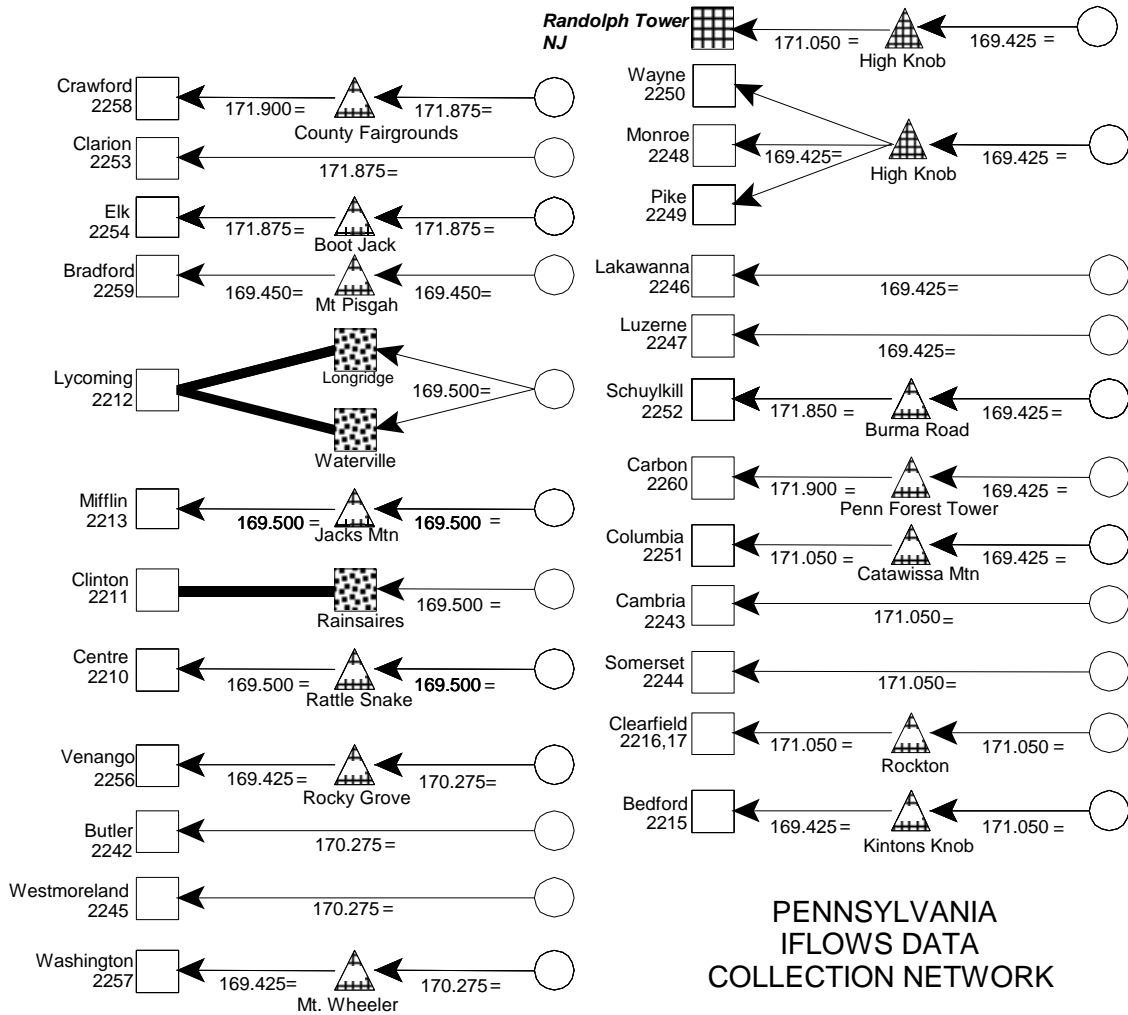 Crawford
2258
171.900=
171.875=
County Fairgrounds
Clarion
2253
171.875=
Elk
2254
171.875=
171.875=
Boot Jack
Bradford
2259
169.450=
169.450=
Mt Pisgah
Lycoming
2212
Longridge
169.500=
Waterville
Mifflin
2213
169.500 =
169.500 =
Jacks Mtn
Clinton
2211
169.500 =
Rainsaires
Centre
2210
169.500 =
169.500 =
Rattle Snake
Venango
2256
169.425=
170.275=
Rocky Grove
Butler
2242
170.275=
Westmoreland
2245
170.275=
Washington
2257
169.425=
170.275=
Mt. Wheeler
Randolph Tower
NJ
171.050 =
169.425=
High Knob
Wayne
2250
Monroe
2248
169.425=
169.425=
High Knob
Pike
2249
Lakawanna
2246
169.425=
Luzerne
2247
169.425=
Schuylkill
2252
171.850 =
169.425=
Burma Road
Carbon
2260
171.900 =
169.425=
Penn Forest Tower
Columbia
2251
171.050 =
169.425=
Catawissa Mtn
Cambria
2243
171.050=
Somerset
2244
171.050=
Clearfield
2216,17
171.050 =
171.050=
Rockton
Bedford
2215
169.425=
171.050=
Kintons Knob
PENNSYLVANIA
IFLOWS DATA
COLLECTION NETWORK